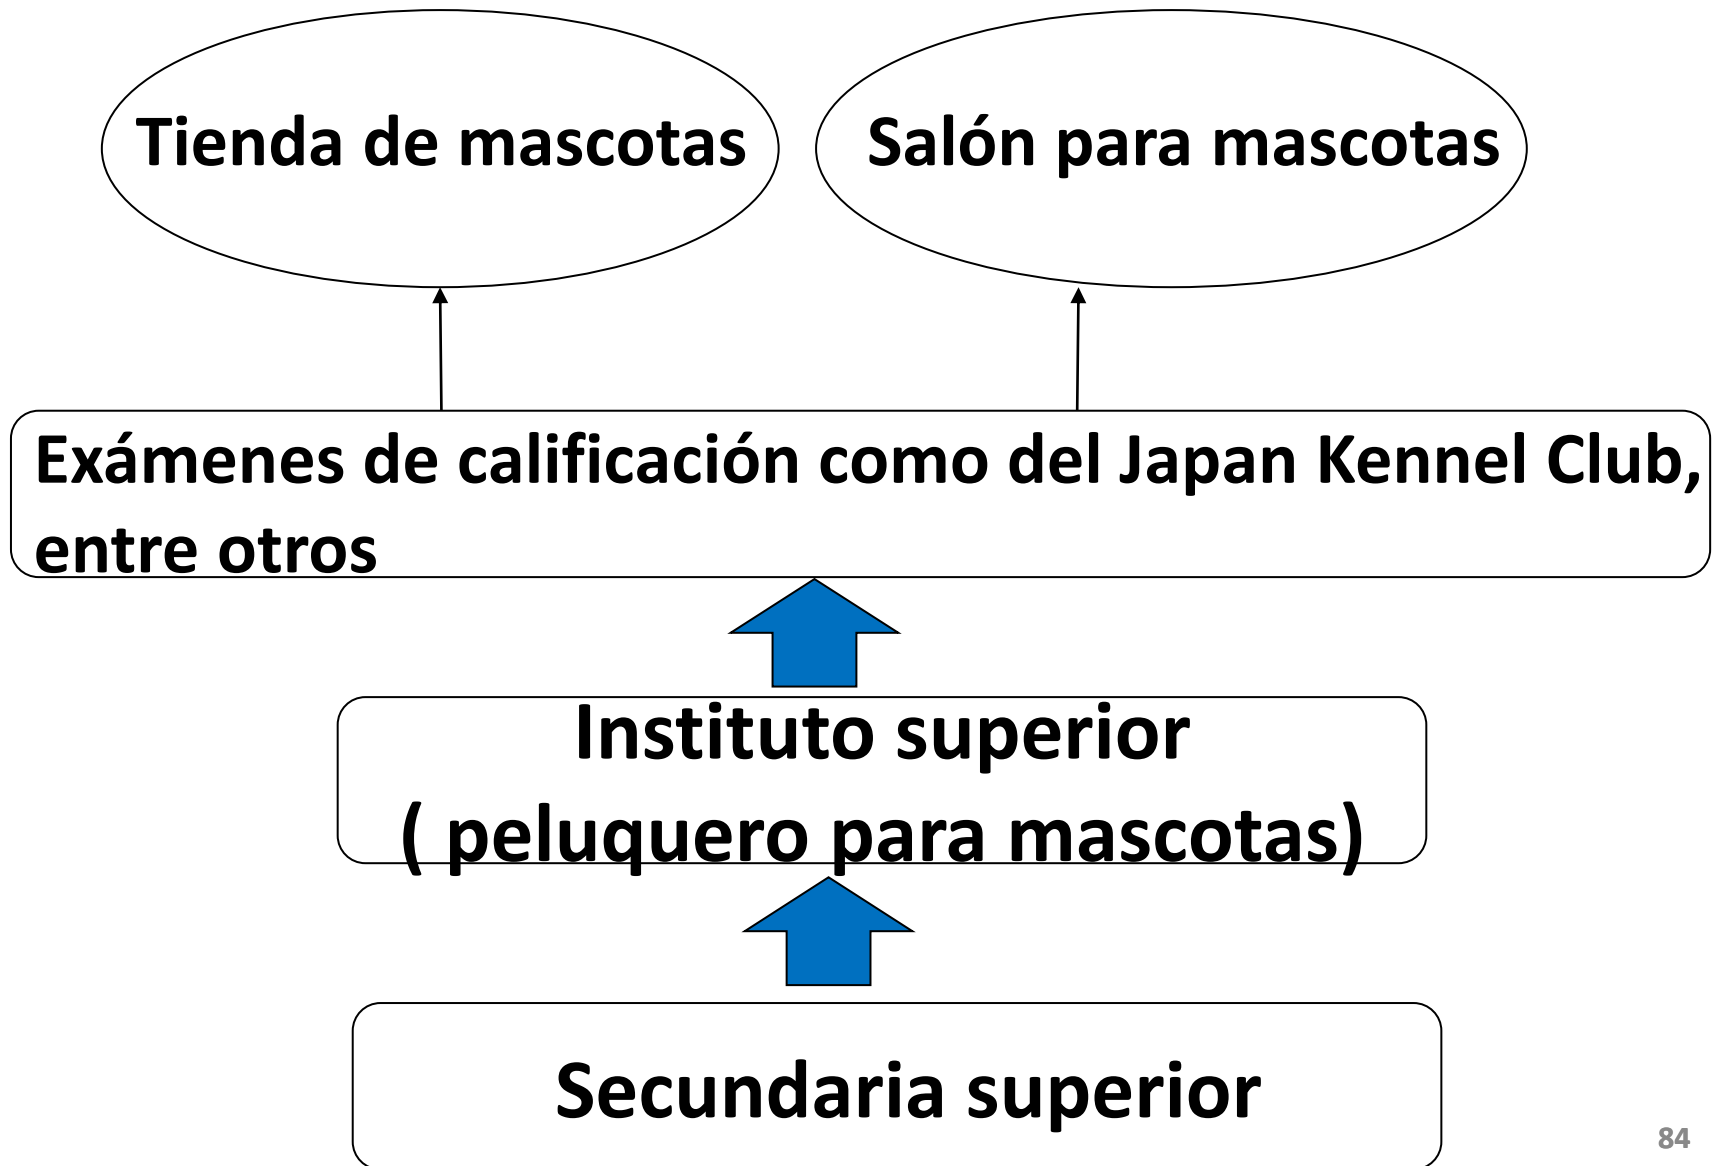 Tienda de mascotas
Salón para mascotas
Exámenes de calificación como del Japan Kennel Club,
entre otros
Instituto superior
( peluquero para mascotas)
Secundaria superior
84